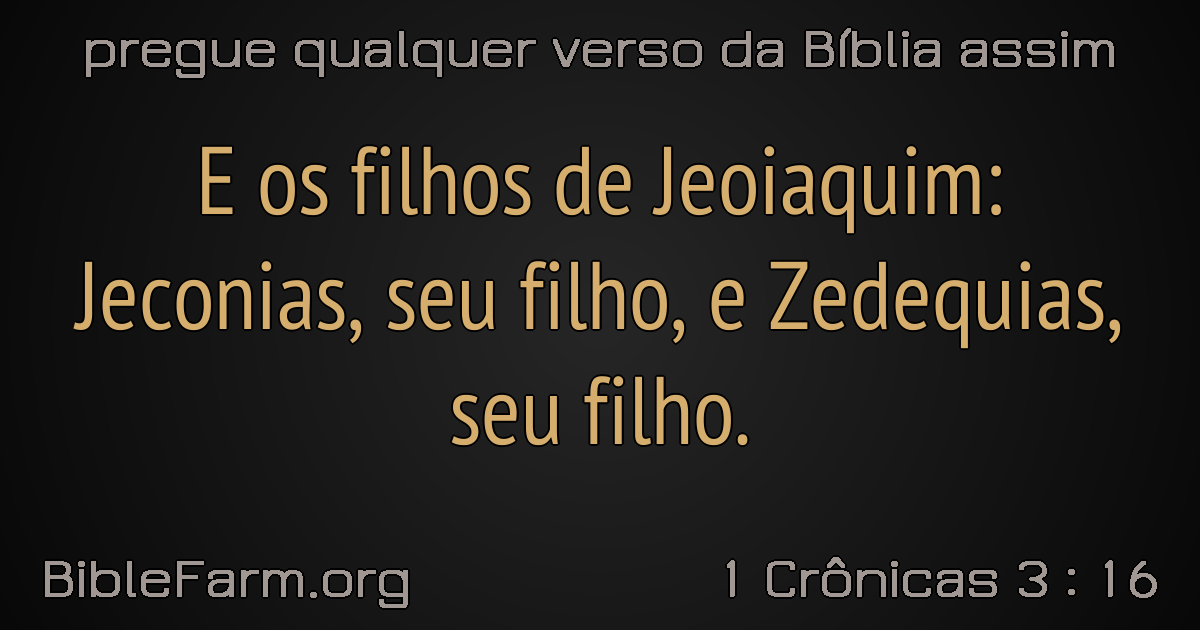 pregue qualquer verso da Bíblia assim
E os filhos de Jeoiaquim:
Jeconias, seu filho, e Zedequias,
seu filho.
BibleFarm.org
1 Crônicas 3 : 16